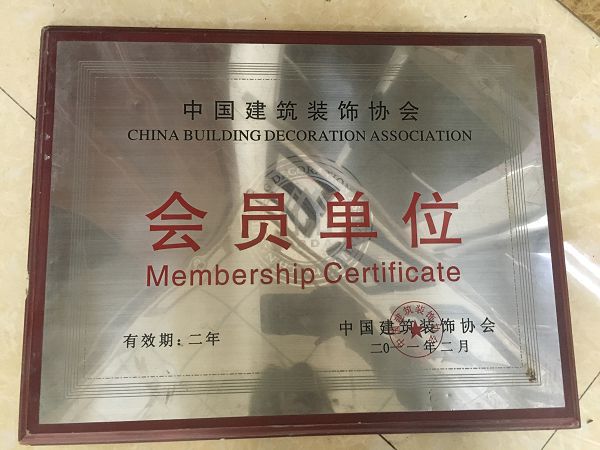 中国建筑装饰协会
CHINA BUILDING DECORATION ASSOCIATION
会员单位
Membership Certificate
有效期：二年
中国建筑装饰协会
二〇一一年二月